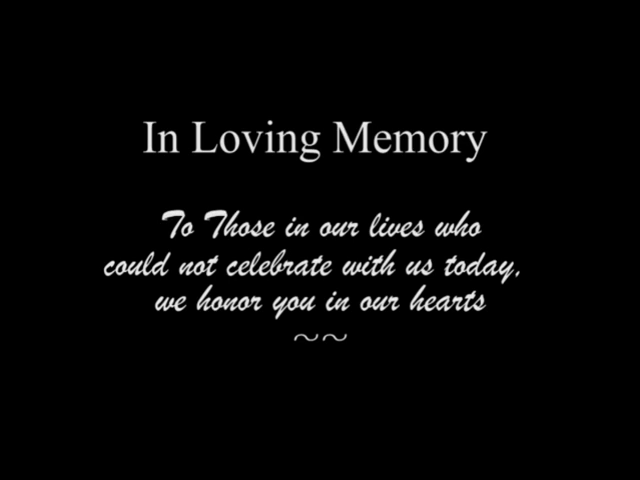 In Loving Memory
To Those in our lives who
could not celebrate with us today,
we honor you in our hearts
~~